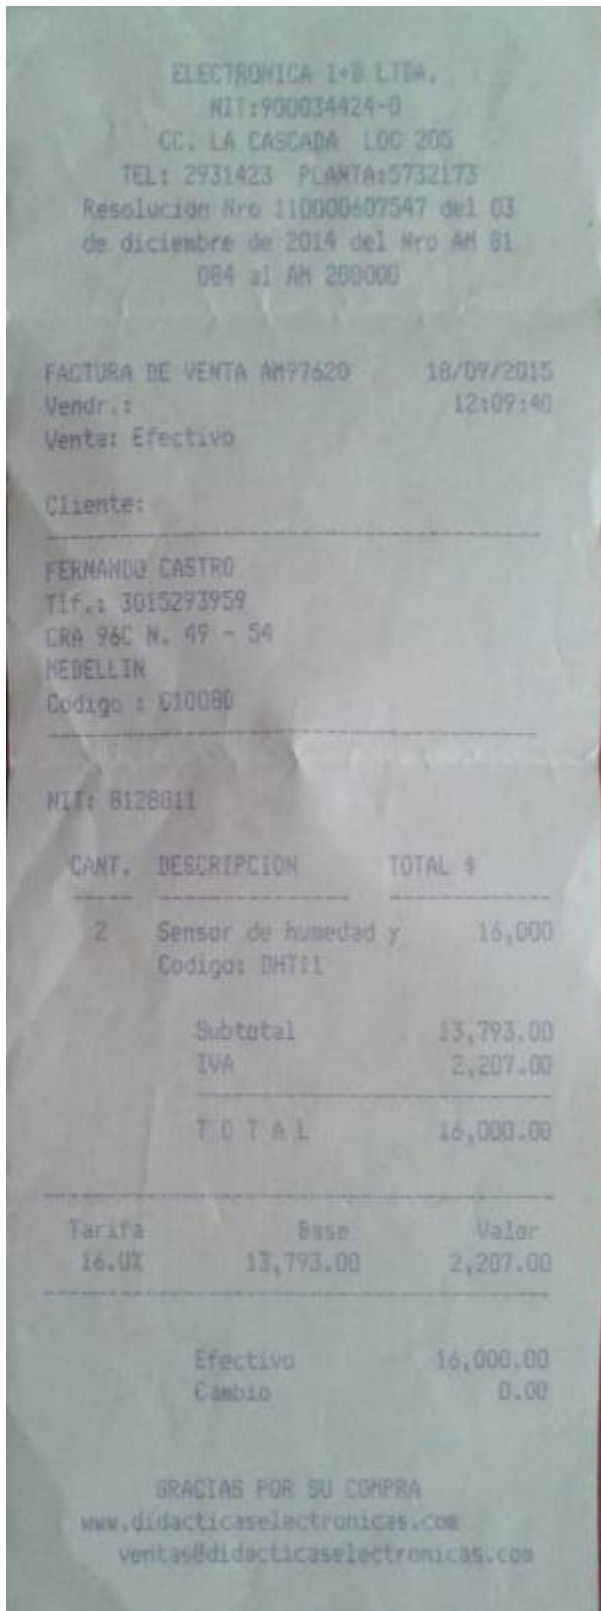 ELECTRONICA I+D LTDA.
NIT:900034424-0
CC. LA CASCADA LOC 205
TEL: 2931423 PLANTA:5732173
Resolucion Nro 110000607547 del 03
de diciembre de 2014 del Nro AM 81
084 al AM 200000
FACTURA DE VENTA AM97620 18/09/2015
Vendr.: 12:09:40
Venta: Efectivo
Cliente:
FERNANDO CASTRO
Tlf.: 3015293959
CRA 96C N. 49 - 54
MEDELLIN
Codigo : C10080
NIT: 8128811
CANT. DESCRIPCION TOTAL $
2 Sensor de humedad y 16,000
Codigo: DHT11
Subtotal 13,793.00
IVA 2,207.00
T O T A L 16,000.00
Tarifa Base Valor
16.0% 13,793.00 2,207.00
Efectivo 16,000.00
Cambio 0.00
GRACIAS POR SU COMPRA
www.didacticaselectronicas.com
ventas@didacticaselectronicas.com